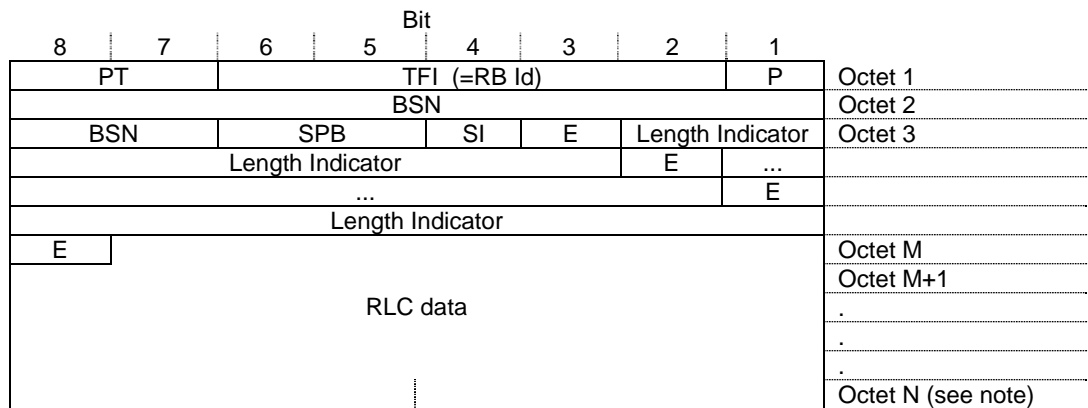 Bit
8 7 6 5 4 3 2 1
PT TFI (=RB Id) P Octet 1
BSN Octet 2
BSN SPB SI E Length Indicator Octet 3
Length Indicator E ...
... E
Length Indicator
E Octet M
Octet M+1
RLC data .
.
.
Octet N (see note)